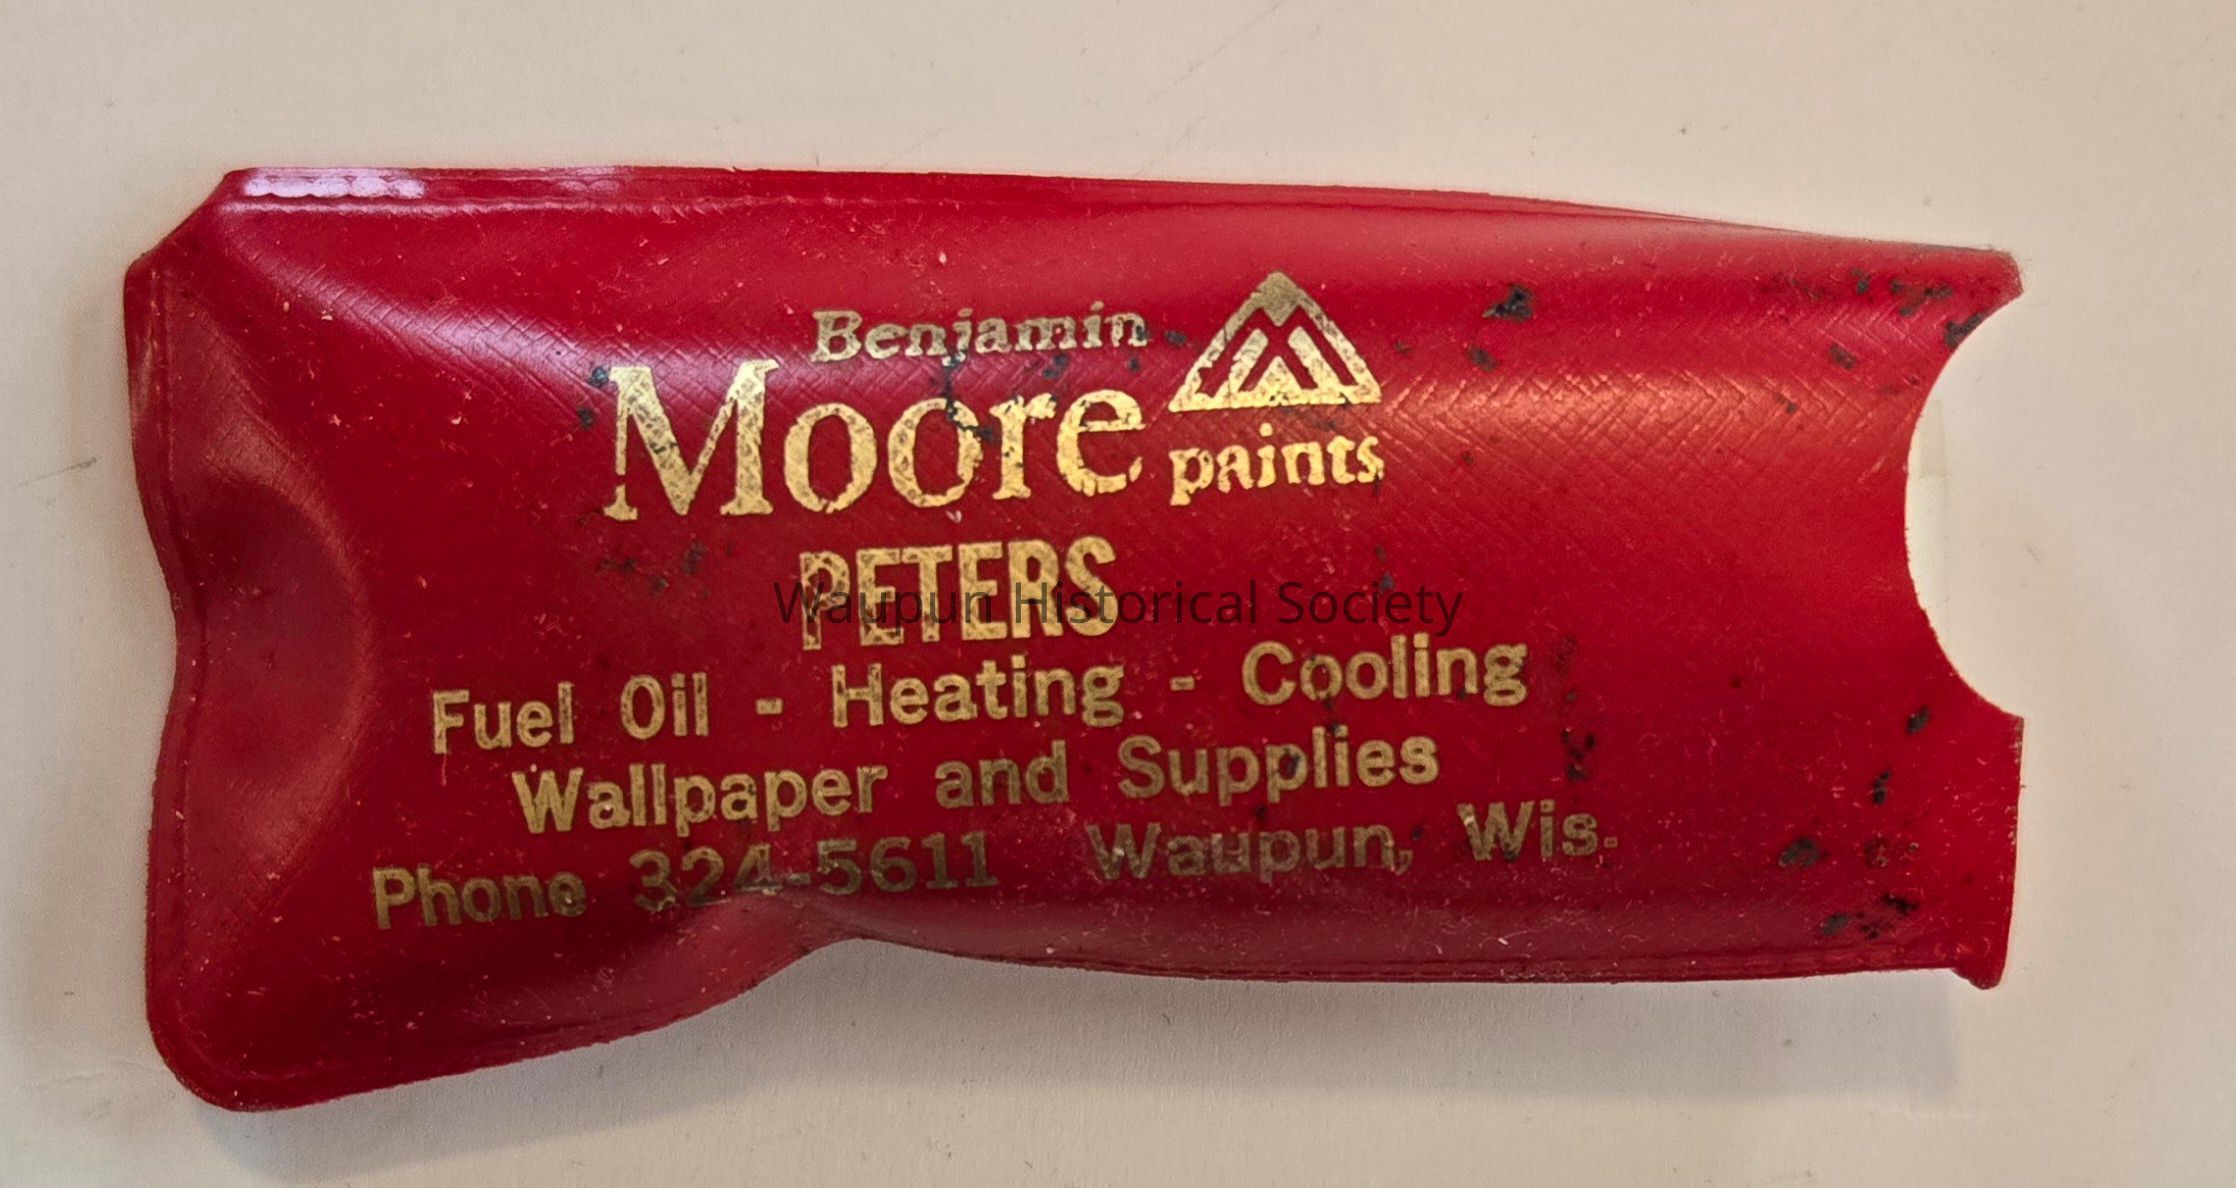 Benjamin
Moore paints
PETERS
Waupun Historical Society
Fuel Oil - Heating - Cooling
Wallpaper and Supplies
Phone 324-5611 Waupun, Wis.